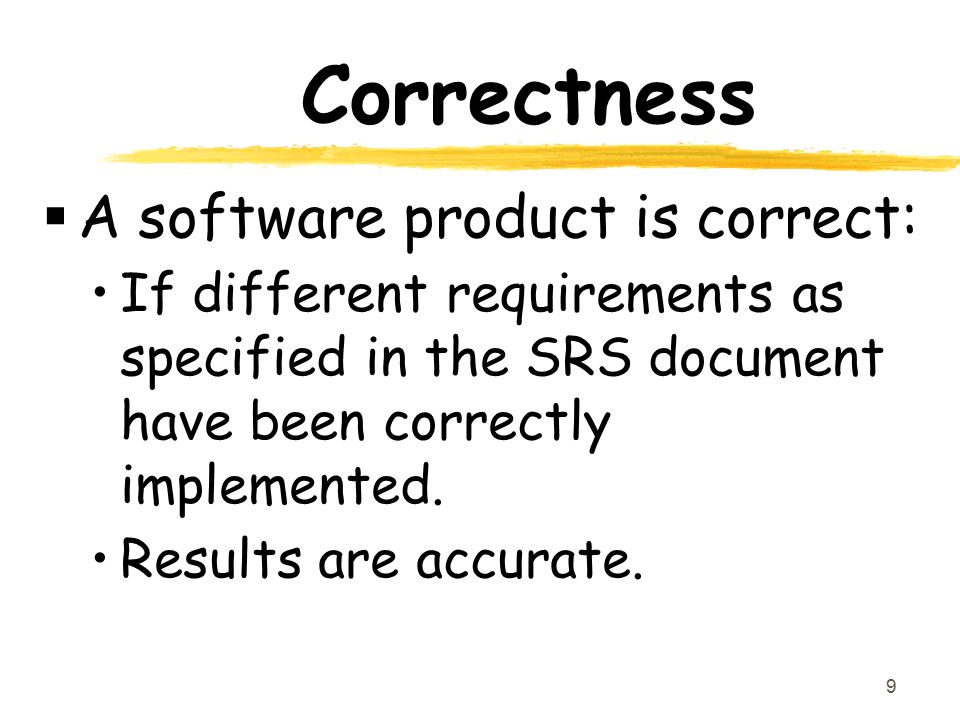 Correctness
▪ A software product is correct:
• If different requirements as
specified in the SRS document
have been correctly
implemented.
• Results are accurate.
9